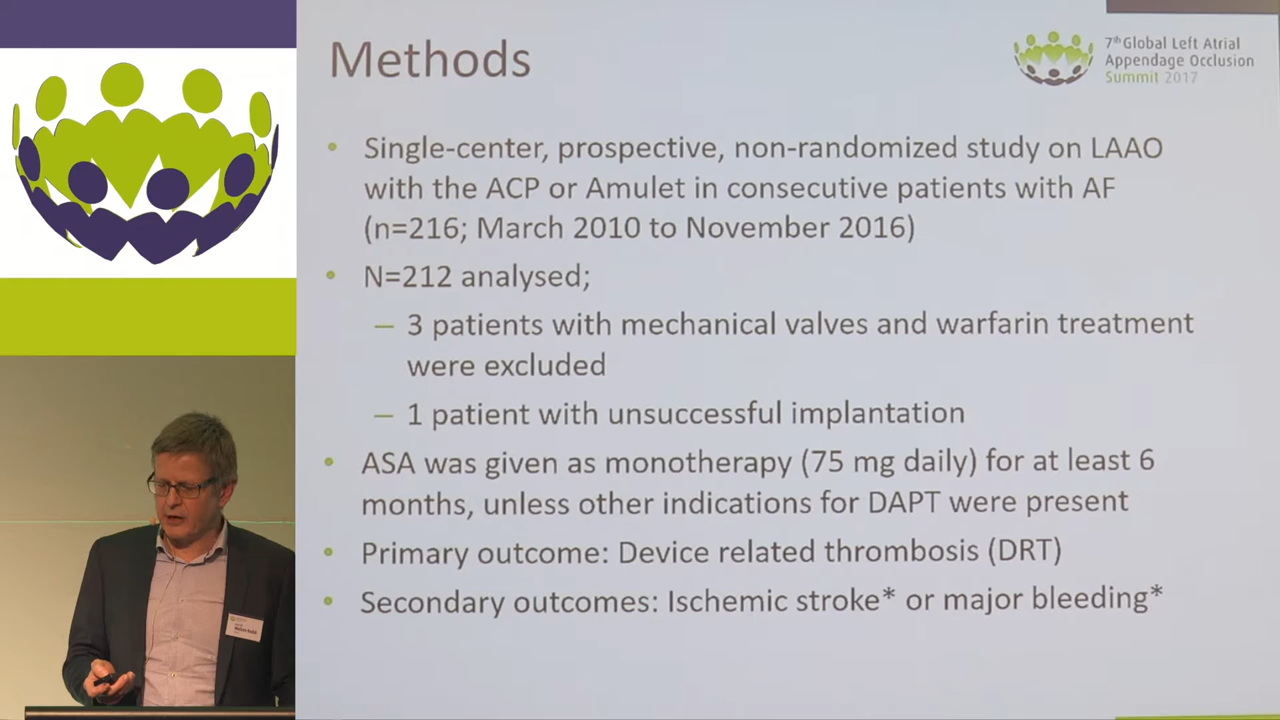 Methods
7th Global Left Atrial
Appendage Occlusion
Summit 2017
• Single-center, prospective, non-randomized study on LAAO
with the ACP or Amulet in consecutive patients with AF
(n=216; March 2010 to November 2016)
• N=212 analysed;
– 3 patients with mechanical valves and warfarin treatment
were excluded
– 1 patient with unsuccessful implantation
• ASA was given as monotherapy (75 mg daily) for at least 6
months, unless other indications for DAPT were present
• Primary outcome: Device related thrombosis (DRT)
• Secondary outcomes: Ischemic stroke* or major bleeding*